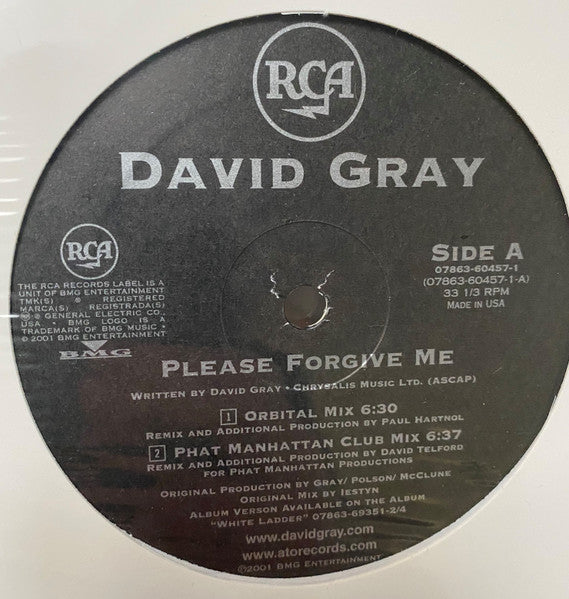 RCA
DAVID GRAY
RCA
THE RCA RECORDS LABEL IS A
UNIT OF BMG ENTERTAINMENT
TMK(S) ® REGISTERED
MARCA(S) REGISTRADA(S)
GENERAL ELECTRIC CO.,
USA • BMG LOGO IS A
TRADEMARK OF BMG MUSIC •
© 2001 BMG ENTERTAINMENT
BMG
SIDE A
07863-60457-1
(07863-60457-1-A)
33 1/3 RPM
MADE IN USA
PLEASE FORGIVE ME
WRITTEN BY DAVID GRAY • CHRYSALIS MUSIC LTD. (ASCAP)
1 ORBITAL MIX 6:30
REMIX AND ADDITIONAL PRODUCTION BY PAUL HARTNOL
2 PHAT MANHATTAN CLUB MIX 6:37
REMIX AND ADDITIONAL PRODUCTION BY DAVID TELFORD
FOR PHAT MANHATTAN PRODUCTIONS
ORIGINAL PRODUCTION BY GRAY/ POLSON/ MCCLUNE
ORIGINAL MIX BY IESTYN
ALBUM VERSON AVAILABLE ON THE ALBUM
"WHITE LADDER" 07863-69351-2/4
www.davidgray.com
www.atorecords.com
©2001 BMG ENTERTAINMENT